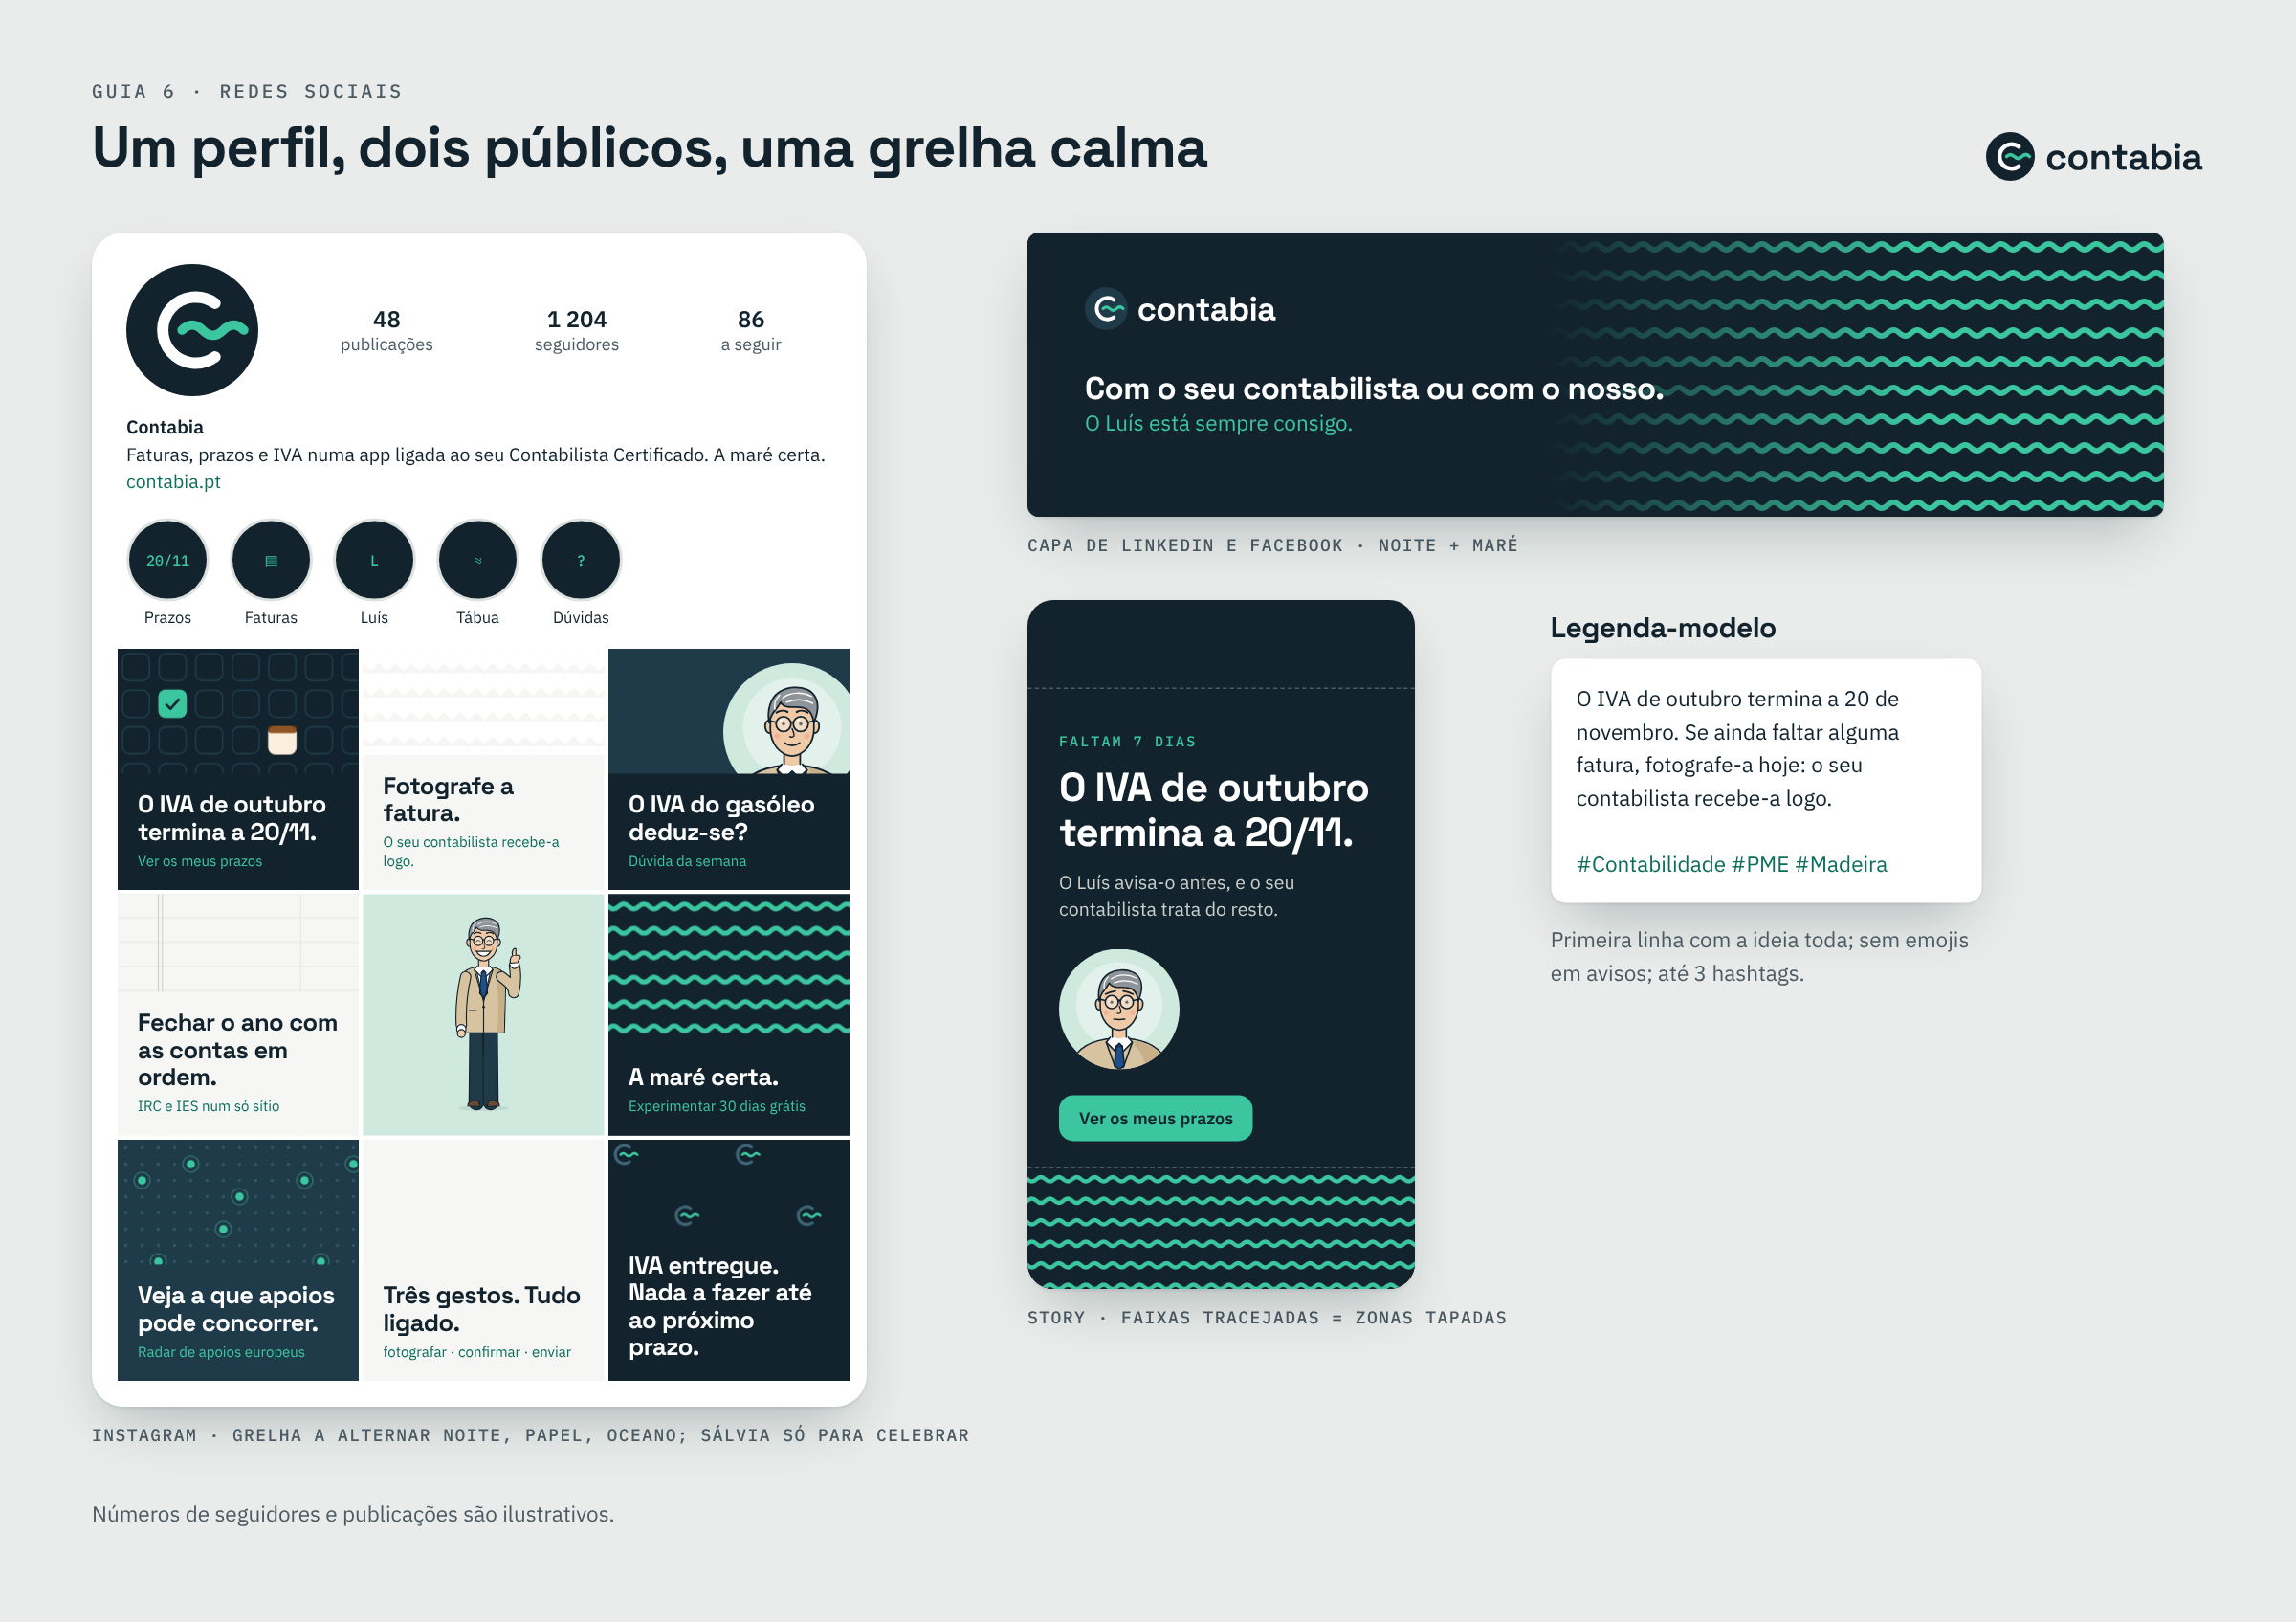 GUIA 6 · REDES SOCIAIS
Um perfil, dois públicos, uma grelha calma
contabia
48
publicações
1 204
seguidores
86
a seguir
Contabia
Faturas, prazos e IVA numa app ligada ao seu Contabilista Certificado. A maré certa.
contabia.pt
20/11
L
≈
?
Prazos
Faturas
Luís
Tábua
Dúvidas
O IVA de outubro
termina a 20/11.
Ver os meus prazos
Fotografe a
fatura.
O seu contabilista recebe-a
logo.
O IVA do gasóleo
deduz-se?
Dúvida da semana
Fechar o ano com
as contas em
ordem.
IRC e IES num só sítio
A maré certa.
Experimentar 30 dias grátis
Veja a que apoios
pode concorrer.
Radar de apoios europeus
Três gestos. Tudo
ligado.
fotografar · confirmar · enviar
IVA entregue.
Nada a fazer até
ao próximo
prazo.
INSTAGRAM · GRELHA A ALTERNAR NOITE, PAPEL, OCEANO; SÁLVIA SÓ PARA CELEBRAR
Números de seguidores e publicações são ilustrativos.
contabia
Com o seu contabilista ou com o nosso.
O Luís está sempre consigo.
CAPA DE LINKEDIN E FACEBOOK · NOITE + MARÉ
FALTAM 7 DIAS
O IVA de outubro
termina a 20/11.
O Luís avisa-o antes, e o seu
contabilista trata do resto.
Ver os meus prazos
STORY · FAIXAS TRACEJADAS = ZONAS TAPADAS
Legenda-modelo
O IVA de outubro termina a 20 de
novembro. Se ainda faltar alguma
fatura, fotografe-a hoje: o seu
contabilista recebe-a logo.
#Contabilidade #PME #Madeira
Primeira linha com a ideia toda; sem emojis
em avisos; até 3 hashtags.